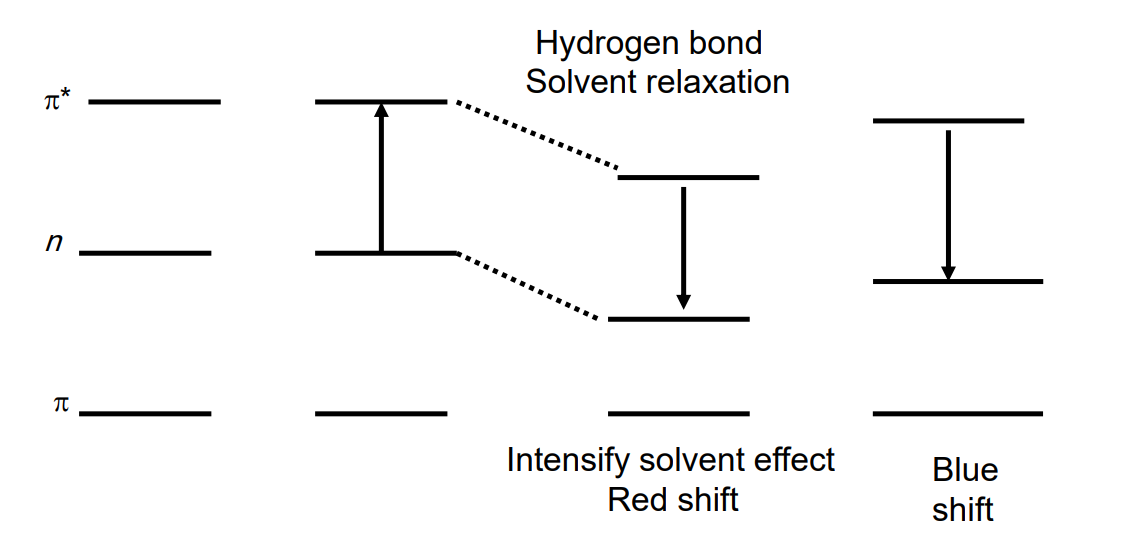 Hydrogen bond
Solvent relaxation
π*
n
π
Intensify solvent effect
Red shift
Blue
shift